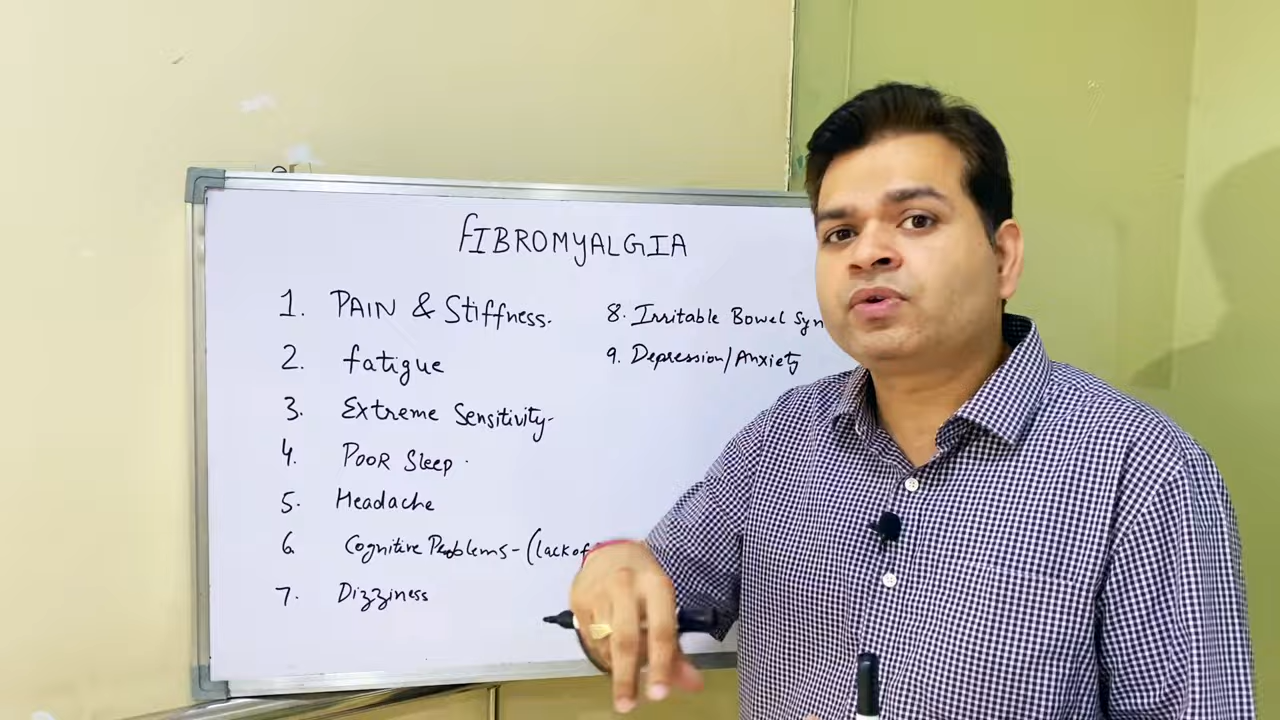 fIBROMYALGIA
1. PAIN & Stiffness.
2. fatigue
3. Extreme Sensitivity-
4. POOR Sleep.
5. Headache
6. Cognitive Problems - (lack of
7. Dizziness
8. Irritable Bowel Syn
9. Depression/Anxiety